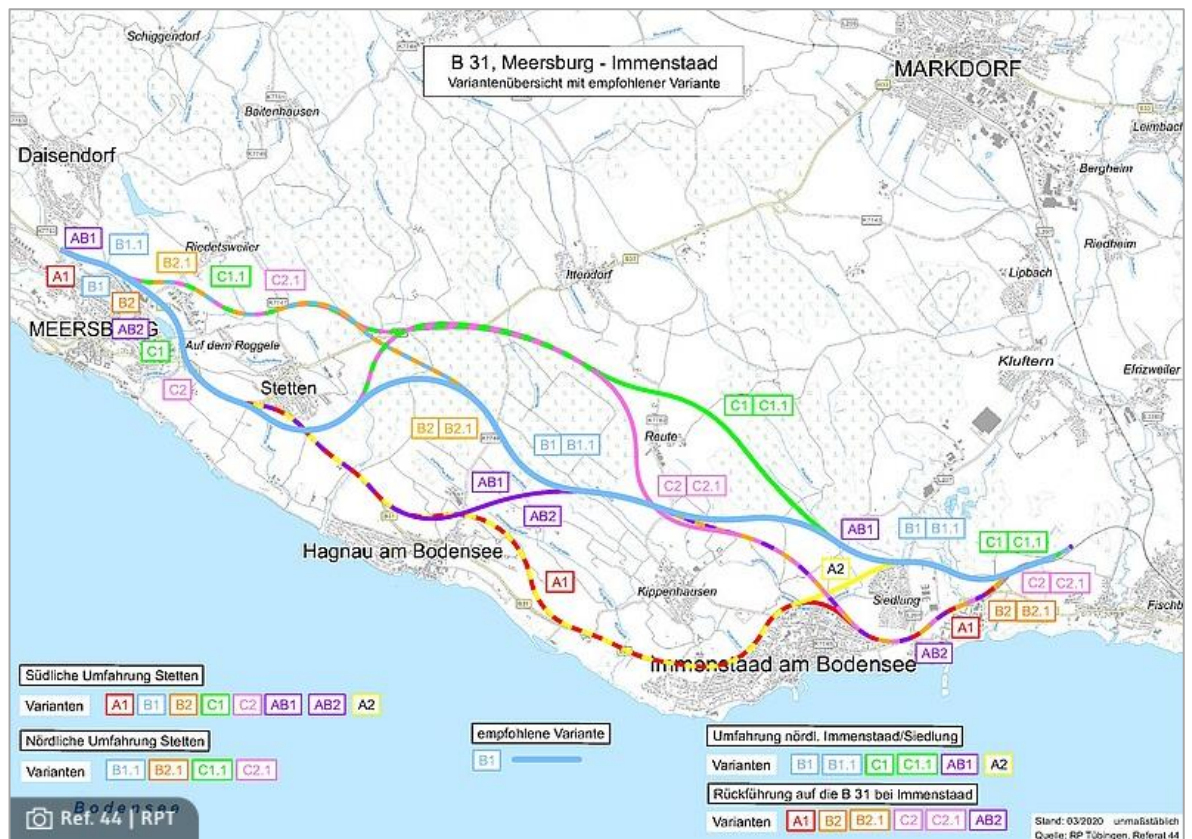 Schiggendorf
B 31, Meersburg - Immenstaad
Variantenübersicht mit empfohlener Variante
MARKDORF
Baitenhausen
Leimbach
Daisendorf
Bergheim
AB1
B1.1
Riedetsweiler
B2.1
C1.1
C2.1
Riedheim
Ittendorf
Lipbach
A1
B1
B2
MEERSBURG
AB2
Auf dem Roggele
C1
Kluftern
Efrizweiler
C2
Stetten
C1 C1.1
B2 B2.1
B1 B1.1
Reute
AB1
C2 C2.1
AB2
AB1
B1 B1.1
C1 C1.1
Hagnau am Bodensee
A2
C2 C2.1
A1
Kippenhausen
Siedlung
B2 B2.1
Fischb
A1
AB2
Immenstaad am Bodensee
Südliche Umfahrung Stetten
Varianten A1 B1 B2 C1 C2 AB1 AB2 A2
Nördliche Umfahrung Stetten
Varianten B1.1 B2.1 C1.1 C2.1
empfohlene Variante
B1
Umfahrung nördl. Immenstaad/Siedlung
Varianten B1 B1.1 C1 C1.1 AB1 A2
Rückführung auf die B 31 bei Immenstaad
Varianten A1 B2 B2.1 C2 C2.1 AB2
Bodensee
Ref. 44 | RPT
Stand: 03/2020 unmaßstäblich
Quelle: RP Tübingen, Referat 44